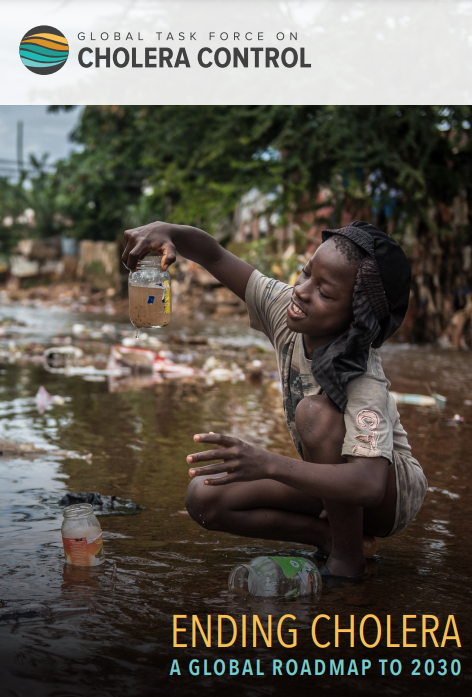 GLOBAL TASK FORCE ON
CHOLERA CONTROL
ENDING CHOLERA
A GLOBAL ROADMAP TO 2030